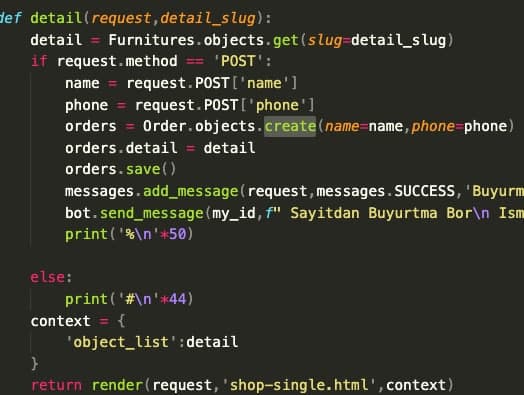 def detail(request,detail_slug):
detail = Furnitures.objects.get(slug=detail_slug)
if request.method == 'POST':
name = request.POST['name']
phone = request.POST['phone']
orders = Order.objects.create(name=name,phone=phone)
orders.detail = detail
orders.save()
messages.add_message(request,messages.SUCCESS,'Buyurm
bot.send_message(my_id,f" Sayitdan Buyurtma Bor\n Ism
print('%\n'*50)
else:
print('#\n'*44)
context = {
'object_list':detail
}
return render(request,'shop-single.html',context)